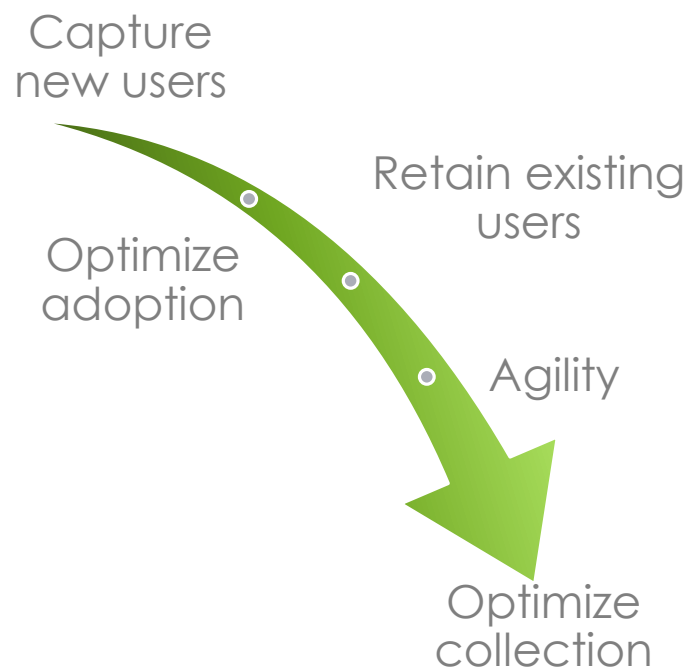 Capture
new users
Retain existing
users
Optimize
adoption
Agility
Optimize
collection